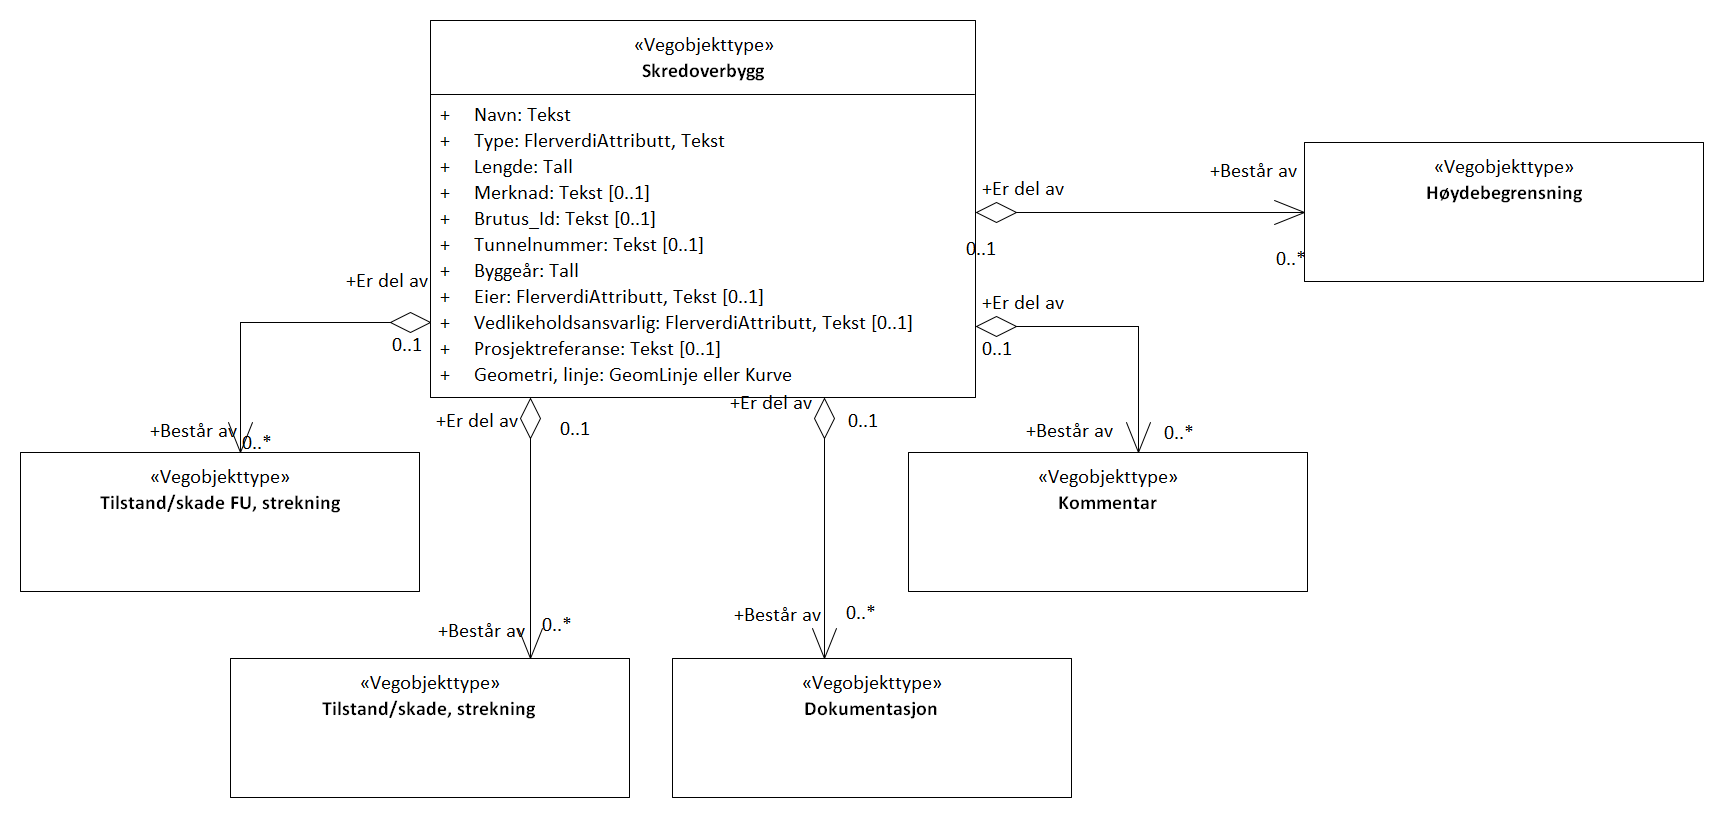 «Vegobjekttype»
Skredoverbygg
+ Navn: Tekst
+ Type: FlerverdiAttributt, Tekst
+ Lengde: Tall
+ Merknad: Tekst [0..1]
+ Brutus_Id: Tekst [0..1]
+ Tunnelnummer: Tekst [0..1]
+ Byggeår: Tall
+ Eier: FlerverdiAttributt, Tekst [0..1]
+ Vedlikeholdsansvarlig: FlerverdiAttributt, Tekst [0..1]
+ Prosjektreferanse: Tekst [0..1]
+ Geometri, linje: GeomLinje eller Kurve
+Er del av
0..1
+Består av
0..*
«Vegobjekttype»
Høydebegrensning
+Er del av
0..1
+Består av
0..*
«Vegobjekttype»
Kommentar
+Er del av
0..1
+Består av
0..*
«Vegobjekttype»
Tilstand/skade FU, strekning
+Er del av
0..1
+Består av
0..*
«Vegobjekttype»
Tilstand/skade, strekning
+Er del av
0..1
+Består av
0..*
«Vegobjekttype»
Dokumentasjon